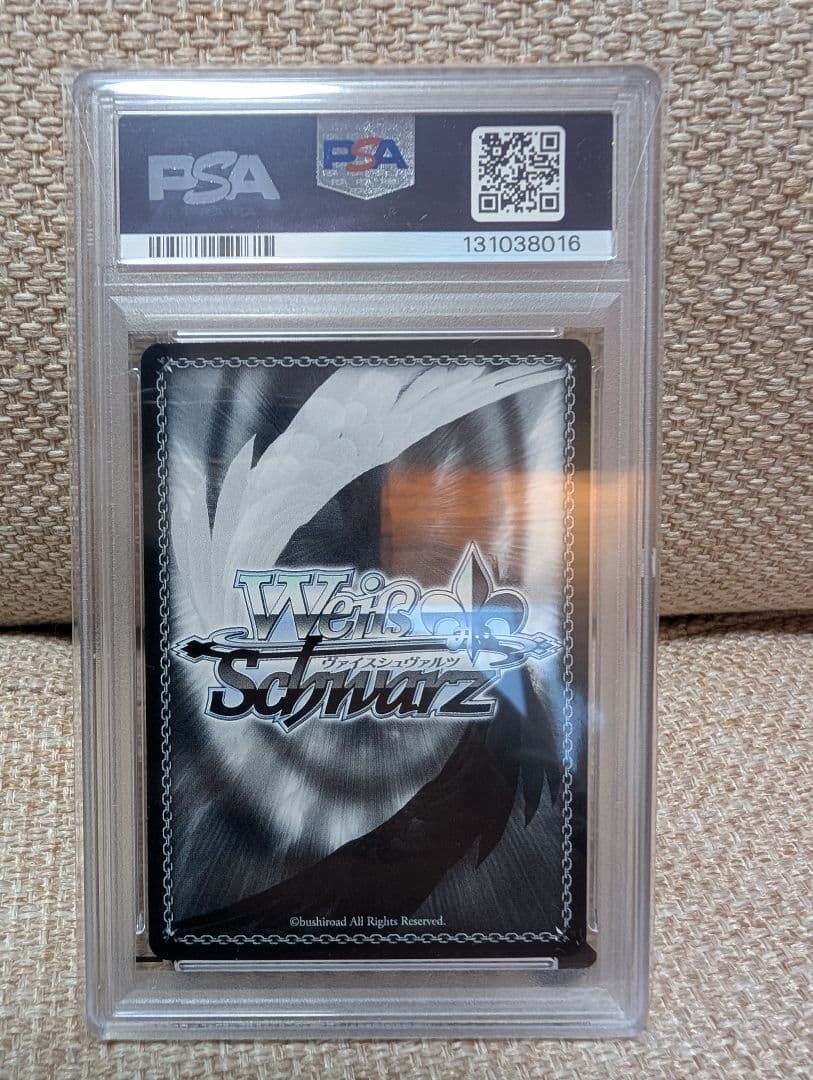 PSA
PSA
131038016
Weiß
ヴァイスシュヴァルツ
Schwarz
©bushiroad All Rights Reserved.